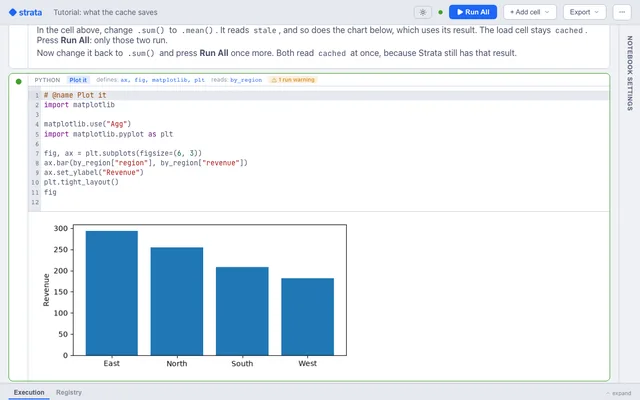 strata
Tutorial: what the cache saves
Run All
+ Add cell
Export
In the cell above, change .sum() to .mean() . It reads stale , and so does the chart below, which uses its result. The load cell stays cached .
Press Run All: only those two run.
Now change it back to .sum() and press Run All once more. Both read cached at once, because Strata still has that result.
PYTHON Plot it defines: ax, fig, matplotlib, plt reads: by_region ⚠ 1 run warning
1 # @name Plot it
2 import matplotlib
3
4 matplotlib.use("Agg")
5 import matplotlib.pyplot as plt
6
7 fig, ax = plt.subplots(figsize=(6, 3))
8 ax.bar(by_region["region"], by_region["revenue"])
9 ax.set_ylabel("Revenue")
10 plt.tight_layout()
11 fig
12
300
250
200
150
100
50
0
Revenue
East North South West
NOTEBOOK SETTINGS
Execution Registry
expand